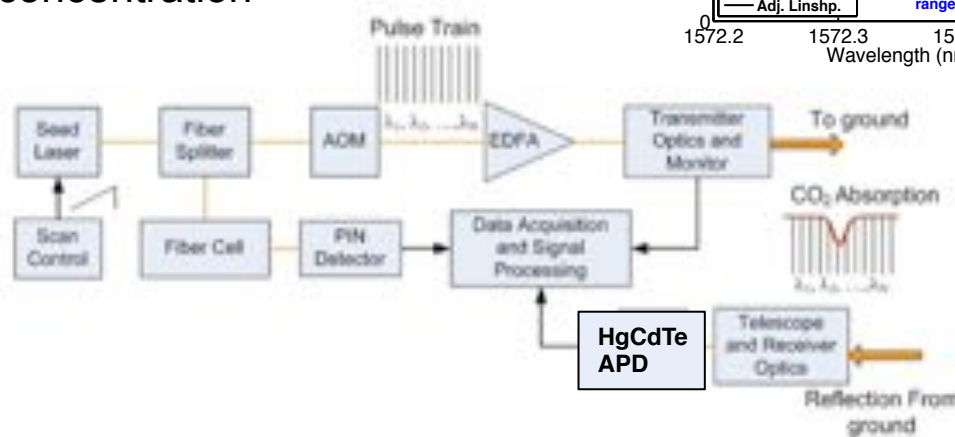 concentration
Adj. Linshp.
range
0
1572.2
1572.3
Wavelength (n
Pulse Train
Seed
Laser
Fiber
Splitter
AOM
EDFA
Transmitter
Optics and
Monitor
To ground
CO₂ Absorption
Scan
Control
Fiber Cell
PIN
Detector
Data Acquisition
and Signal
Processing
HgCdTe
APD
Telescope
and Receiver
Optics
Reflection From
ground